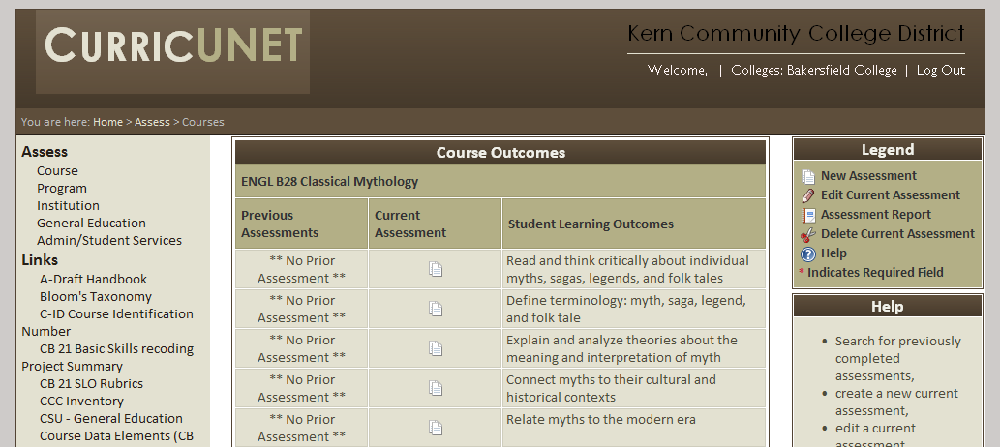 CURRICUNET
Kern Community College District
Welcome, | Colleges: Bakersfield College | Log Out
You are here: Home > Assess > Courses
Assess
Course
Program
Institution
General Education
Admin/Student Services
Links
A-Draft Handbook
Bloom's Taxonomy
C-ID Course Identification
Number
CB 21 Basic Skills recoding
Project Summary
CB 21 SLO Rubrics
CCC Inventory
CSU - General Education
Course Data Elements (CB
Course Outcomes
ENGL B28 Classical Mythology
Previous
Assessments
Current
Assessment
Student Learning Outcomes
** No Prior
Assessment **
Read and think critically about individual
myths, sagas, legends, and folk tales
** No Prior
Assessment **
Define terminology: myth, saga, legend,
and folk tale
** No Prior
Assessment **
Explain and analyze theories about the
meaning and interpretation of myth
** No Prior
Assessment **
Connect myths to their cultural and
historical contexts
** No Prior
Assessment **
Relate myths to the modern era
Legend
New Assessment
Edit Current Assessment
Assessment Report
Delete Current Assessment
Help
* Indicates Required Field
Help
• Search for previously
completed
assessments,
• create a new current
assessment,
• edit a current
assessment